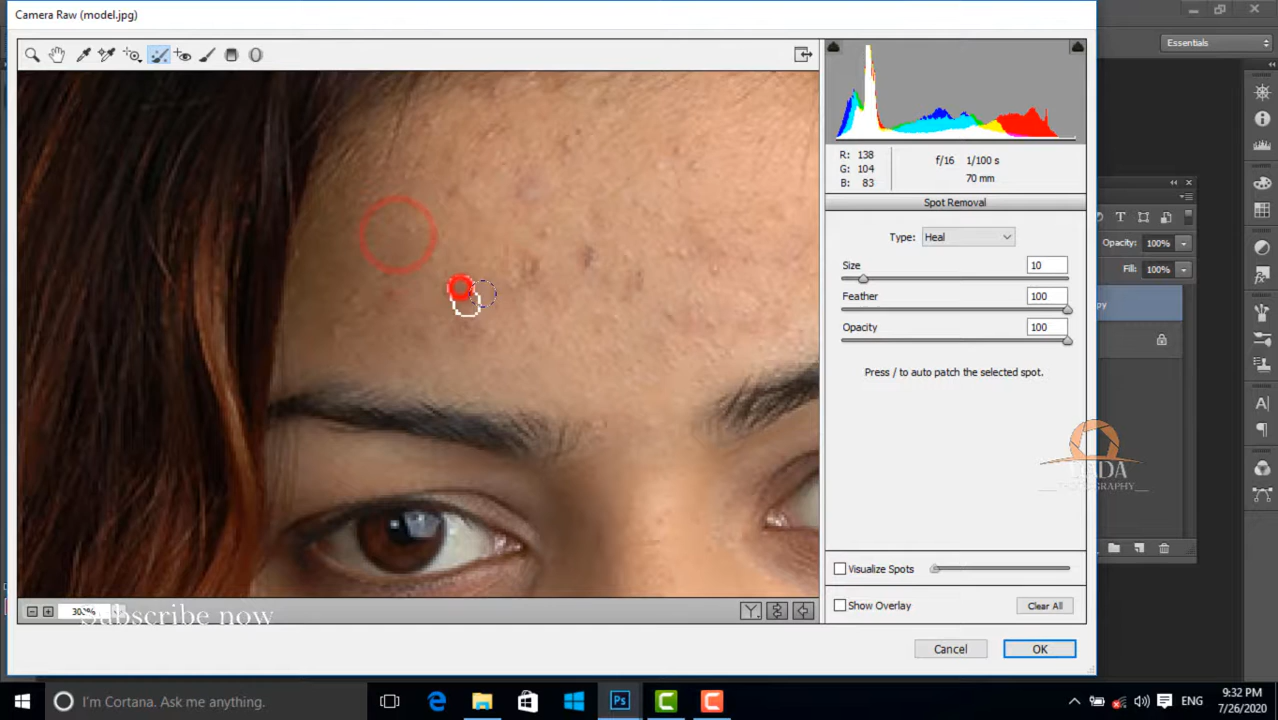 Camera Raw (model.jpg)
Essentials
R: 138
G: 104
B: 83
f/16 1/100 s
70 mm
Spot Removal
Type: Heal
Size 10
Feather 100
Opacity 100
Press / to auto patch the selected spot.
Visualize Spots
Show Overlay
Clear All
Cancel
OK
Opacity: 100%
Fill: 100%
Subscribe now
I'm Cortana. Ask me anything.
ENG
9:32 PM
7/26/2020